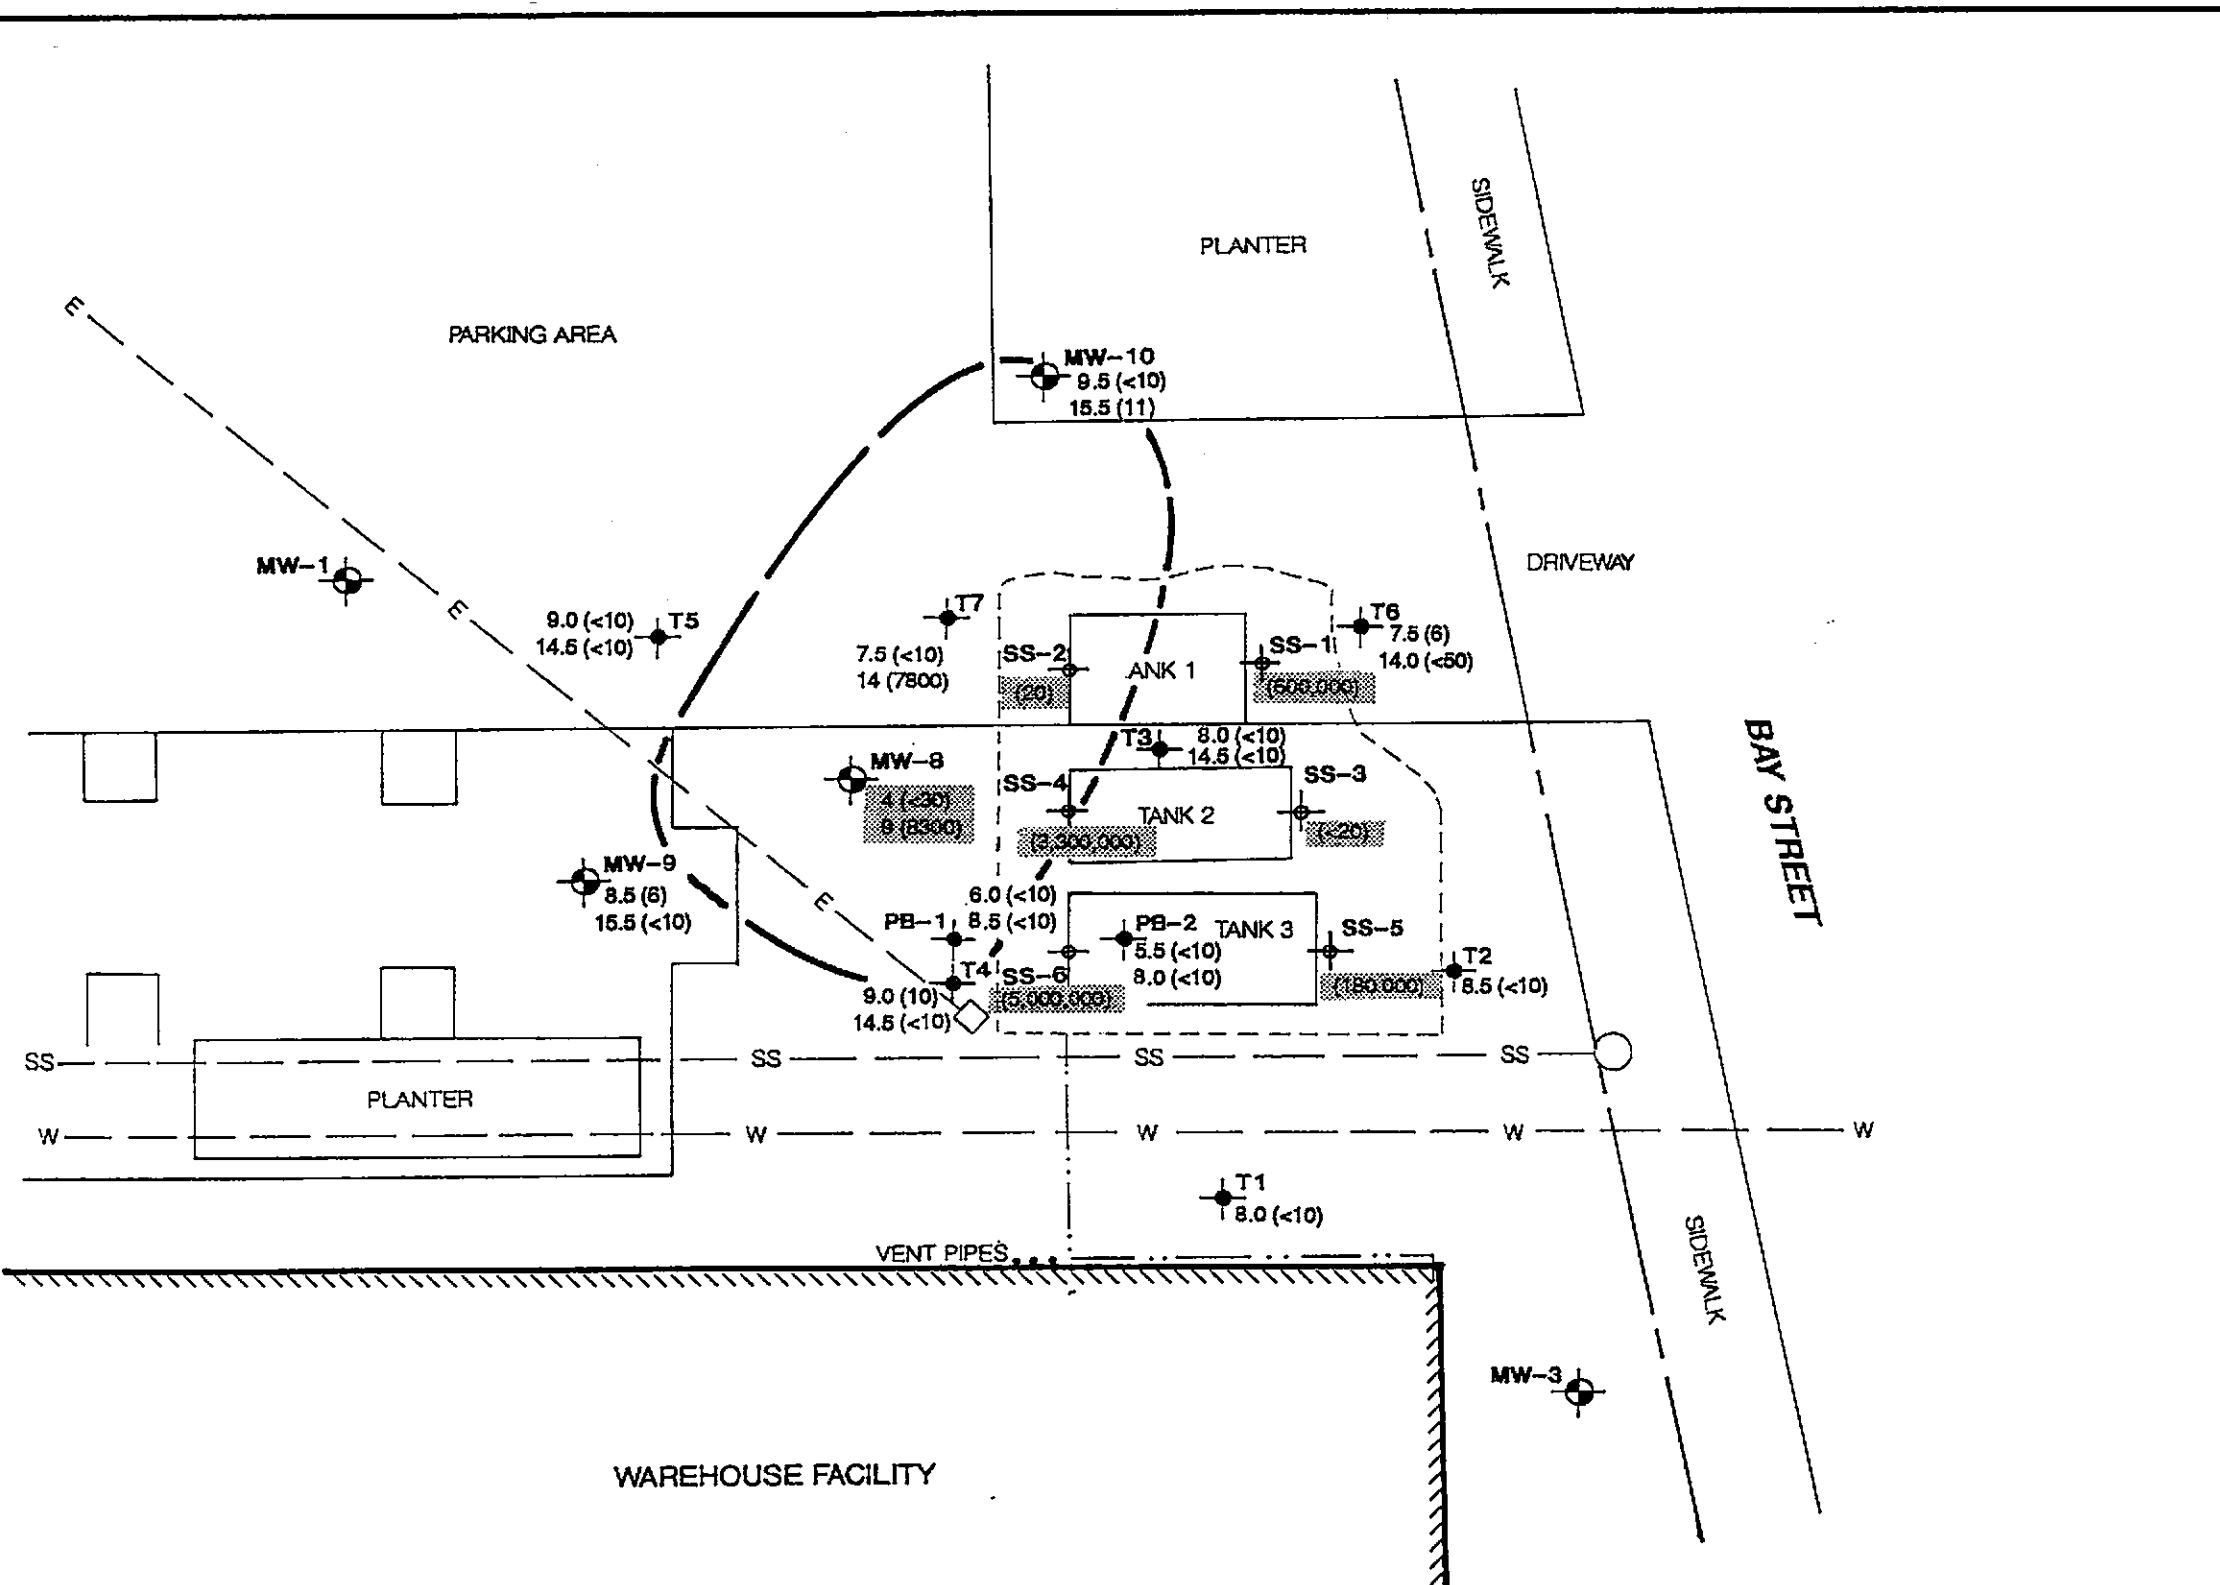 SIDEWALK
PLANTER
E
PARKING AREA
MW-10
9.5 (<10)
15.5 (11)
DRIVEWAY
MW-1
E
9.0 (<10)
14.5 (<10)
T5
T7
7.5 (<10)
14 (7800)
SS-2
(20)
ANK 1
SS-1
(600,000)
T6
7.5 (6)
14.0 (<50)
BAY STREET
T3
8.0 (<10)
14.5 (<10)
MW-8
4 (<30)
9 (8300)
SS-4
TANK 2
SS-3
(<20)
MW-9
8.5 (6)
15.5 (<10)
E
6.0 (<10)
PB-1
8.5 (<10)
PB-2
5.5 (<10)
8.0 (<10)
TANK 3
SS-5
(180,000)
T2
8.5 (<10)
T4
9.0 (10)
14.5 (<10)
SS-6
(5,000,000)
SS
SS
SS
SS
PLANTER
W
W
W
W
W
T1
8.0 (<10)
VENT PIPES
SIDEWALK
MW-3
WAREHOUSE FACILITY